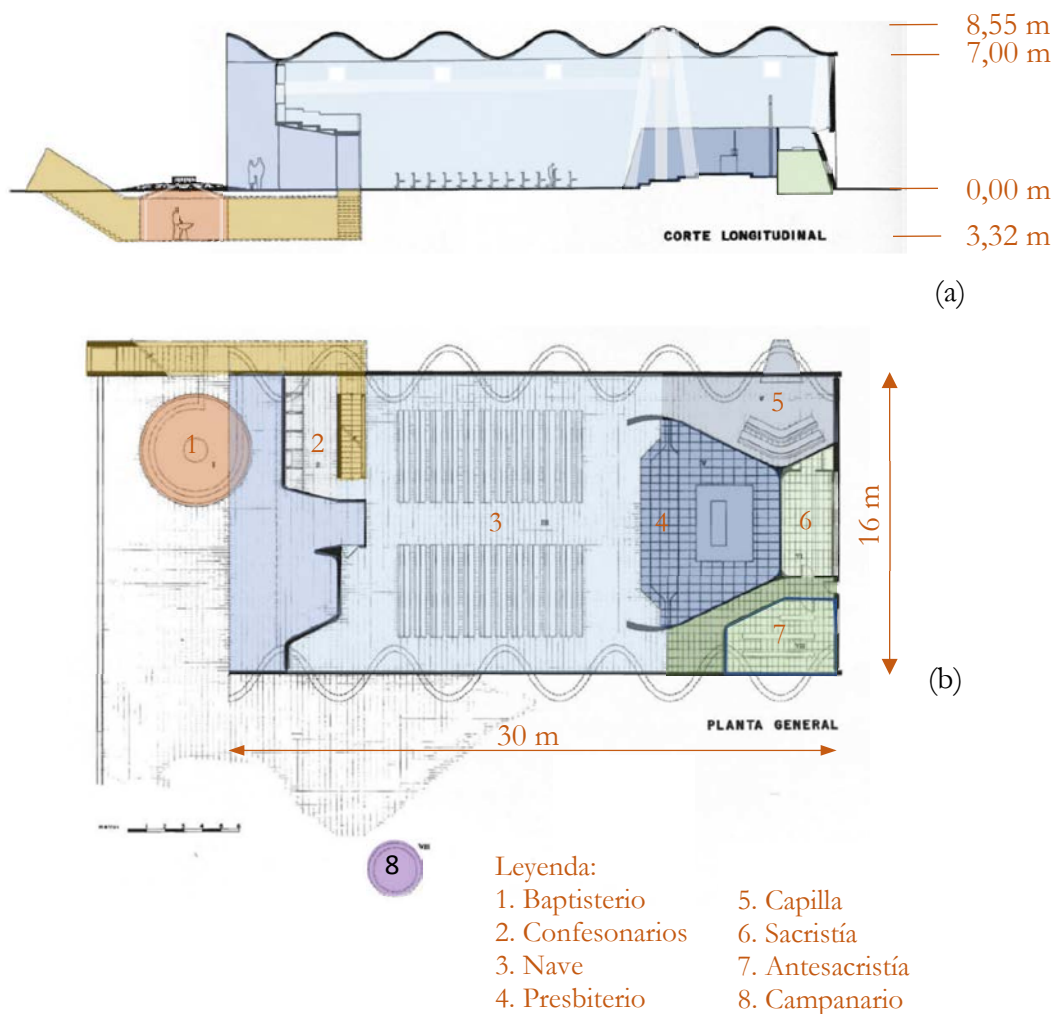 8,55 m
7,00 m
0,00 m
3,32 m
CORTE LONGITUDINAL
(a)
1
2
3
4
5
6
7
III
16 m
(b)
PLANTA GENERAL
30 m
8
VIII
Leyenda:
1. Baptisterio
2. Confesonarios
3. Nave
4. Presbiterio
5. Capilla
6. Sacristía
7. Antesacristía
8. Campanario